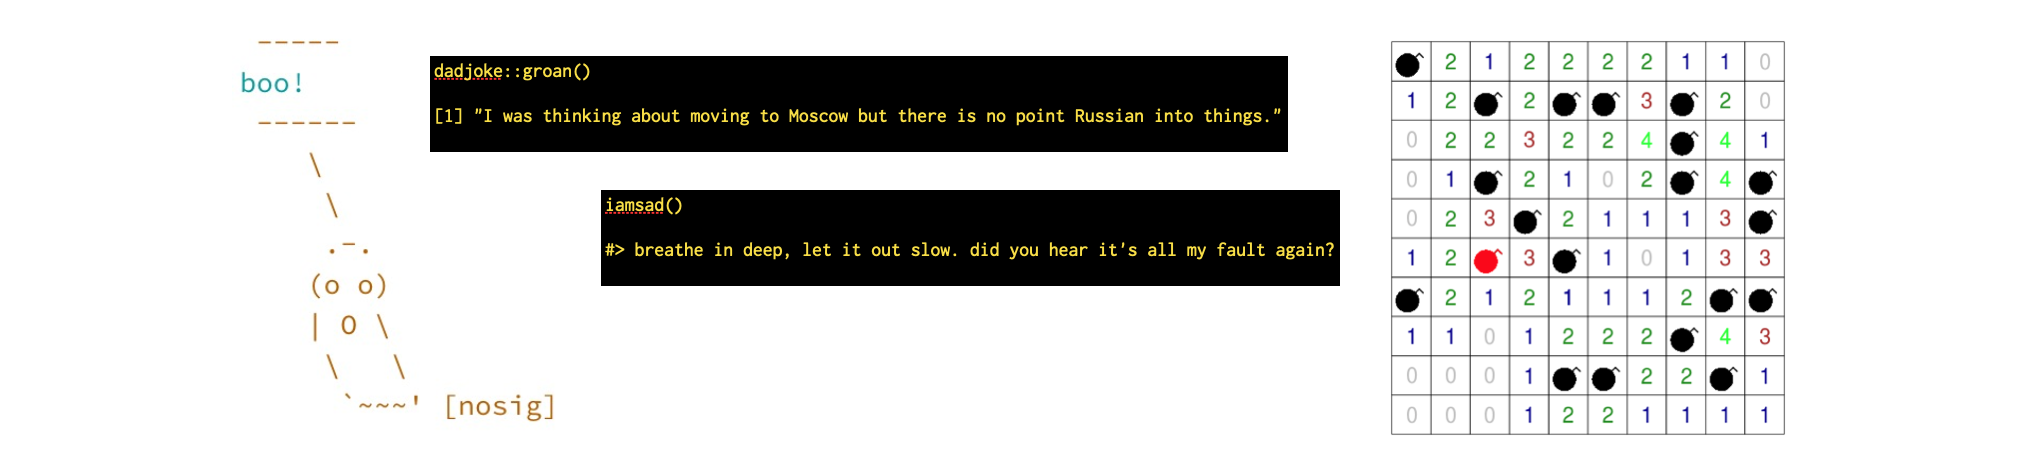 -----
boo!
------
\
\
.-.
(o o)
| O \
\ \
`~~~' [nosig]
dadjoke::groan()
[1] "I was thinking about moving to Moscow but there is no point Russian into things."
iamsad()
#> breathe in deep, let it out slow. did you hear it's all my fault again?
2 1 2 2 2 2 1 1 0
1 2 2 3 2 0
0 2 2 3 2 2 4 4 1
0 1 2 1 0 2 4
0 2 3 2 1 1 1 3
1 2 3 1 0 1 3 3
2 1 2 1 1 1 2
1 1 0 1 2 2 2 4 3
0 0 0 1 2 2 1
0 0 0 1 2 2 1 1 1 1